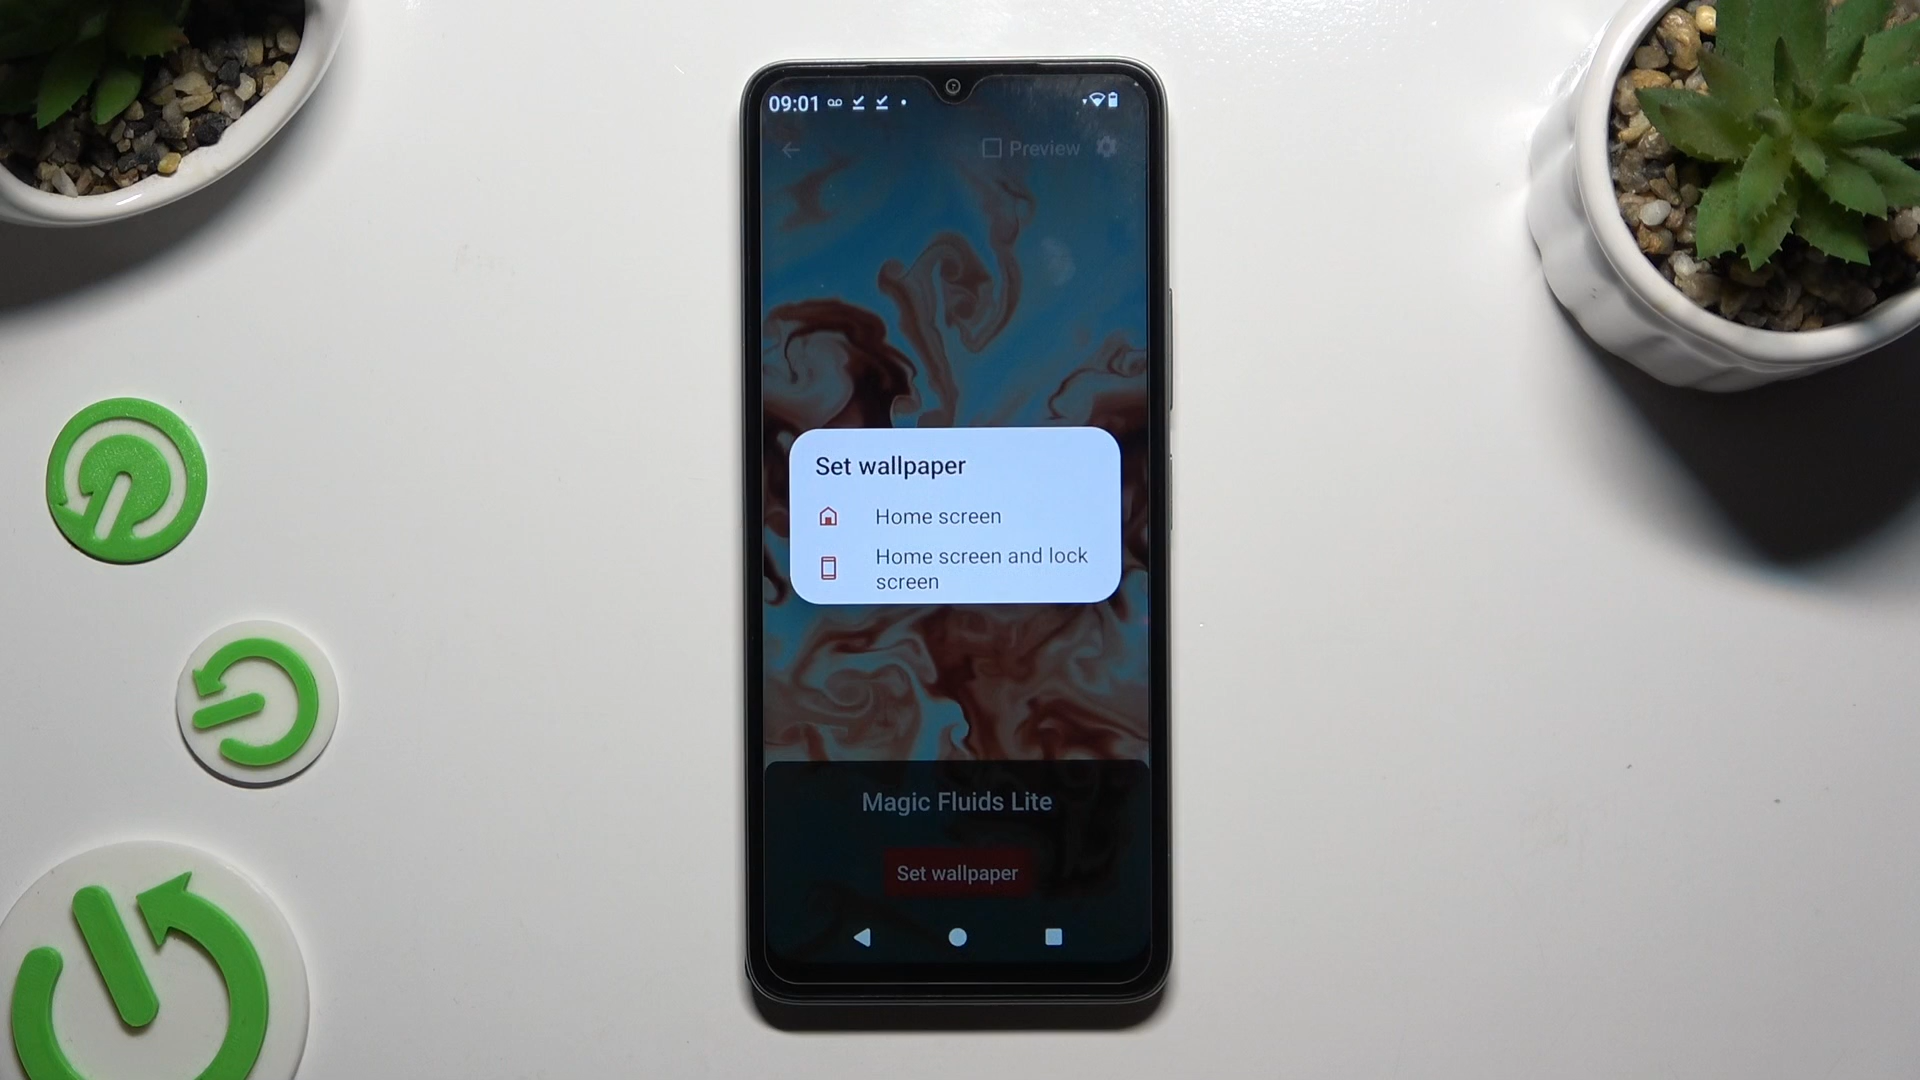 09:01
Preview
Set wallpaper
Home screen
Home screen and lock
screen
Magic Fluids Lite
Set wallpaper